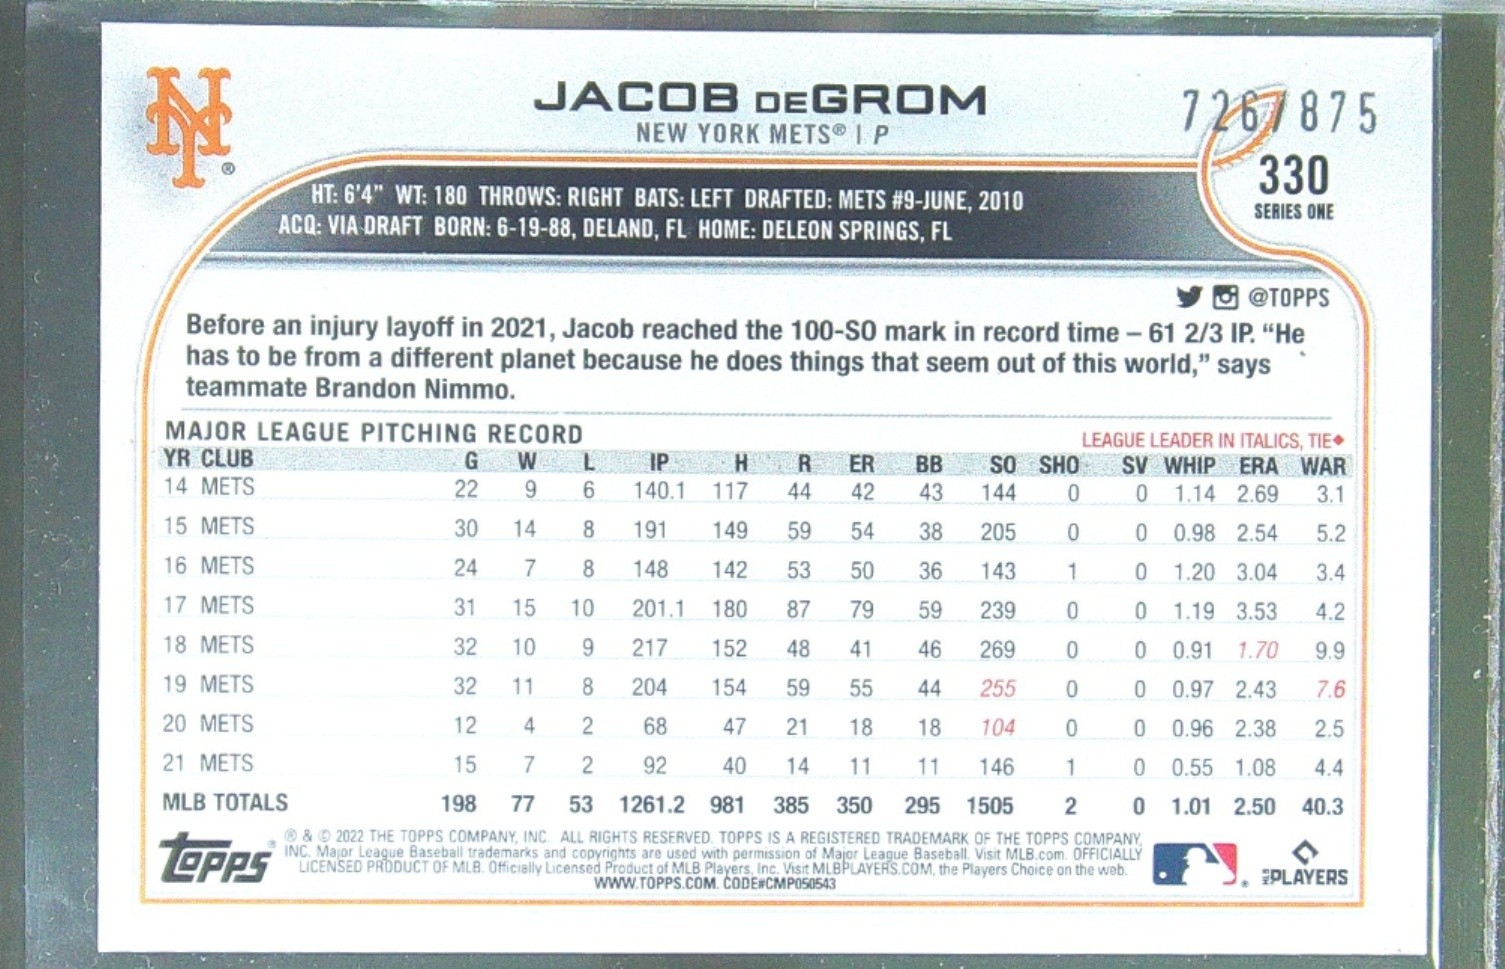 NY®
JACOB DEGROM
NEW YORK METS® | P
726/875
330
SERIES ONE
HT: 6'4" WT: 180 THROWS: RIGHT BATS: LEFT DRAFTED: METS #9-JUNE, 2010
ACQ: VIA DRAFT BORN: 6-19-88, DELAND, FL HOME: DELEON SPRINGS, FL
@TOPPS
Before an injury layoff in 2021, Jacob reached the 100-SO mark in record time – 61 2/3 IP. “He
has to be from a different planet because he does things that seem out of this world,” says
teammate Brandon Nimmo.
MAJOR LEAGUE PITCHING RECORD
LEAGUE LEADER IN ITALICS, TIE◆
YR CLUB G W L IP H R ER BB SO SHO SV WHIP ERA WAR
14 METS 22 9 6 140.1 117 44 42 43 144 0 0 1.14 2.69 3.1
15 METS 30 14 8 191 149 59 54 38 205 0 0 0.98 2.54 5.2
16 METS 24 7 8 148 142 53 50 36 143 1 0 1.20 3.04 3.4
17 METS 31 15 10 201.1 180 87 79 59 239 0 0 1.19 3.53 4.2
18 METS 32 10 9 217 152 48 41 46 269 0 0 0.91 1.70 9.9
19 METS 32 11 8 204 154 59 55 44 255 0 0 0.97 2.43 7.6
20 METS 12 4 2 68 47 21 18 18 104 0 0 0.96 2.38 2.5
21 METS 15 7 2 92 40 14 11 11 146 1 0 0.55 1.08 4.4
MLB TOTALS 198 77 53 1261.2 981 385 350 295 1505 2 0 1.01 2.50 40.3
topps®
® & © 2022 THE TOPPS COMPANY, INC. ALL RIGHTS RESERVED. TOPPS IS A REGISTERED TRADEMARK OF THE TOPPS COMPANY,
INC. Major League Baseball trademarks and copyrights are used with permission of Major League Baseball. Visit MLB.com. OFFICIALLY
LICENSED PRODUCT OF MLB. Officially Licensed Product of MLB Players, Inc. Visit MLBPLAYERS.COM, the Players Choice on the web.
WWW.TOPPS.COM. CODE#CMP050543
MLB PLAYERS